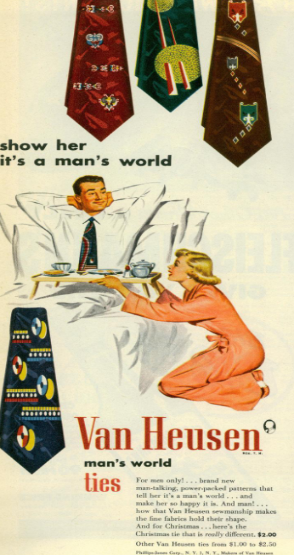 show her
it's a man's world
Van Heusen
REG. T. M.
man's world
ties
For men only! . . . brand new
man-talking, power-packed patterns that
tell her it's a man's world . . . and
make her so happy it is. And man! . . .
how that Van Heusen sewmanship makes
the fine fabrics hold their shape.
And for Christmas . . . here's the
Christmas tie that is really different, $2.00
Other Van Heusen ties from $1.00 to $2.50
Phillips-Jones Corp., N. Y. 1, N. Y., Makers of Van Heusen